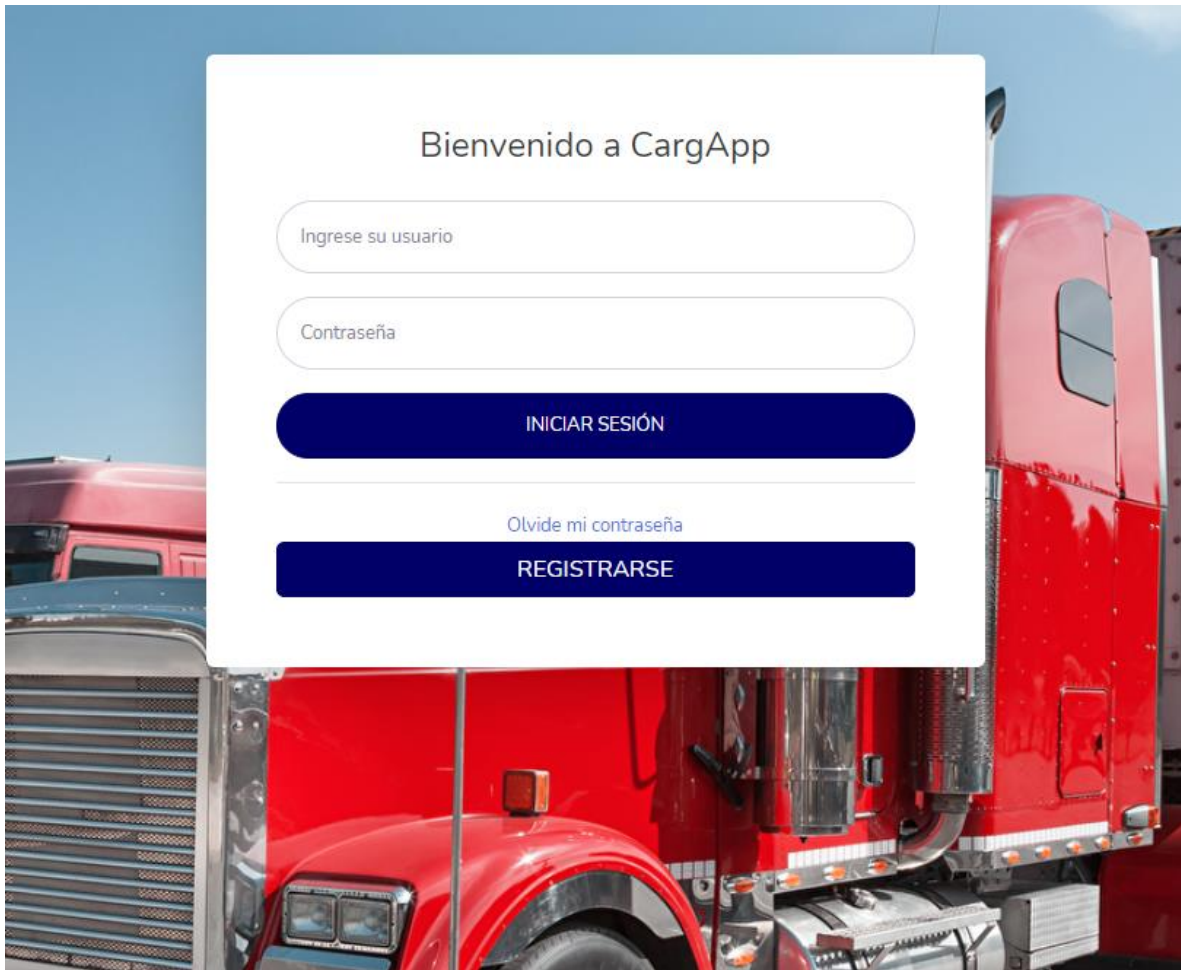 Bienvenido a CargApp
Ingrese su usuario
Contraseña
INICIAR SESIÓN
Olvide mi contraseña
REGISTRARSE